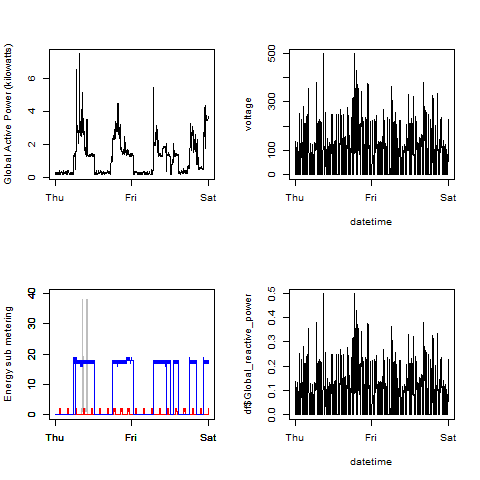 Global Active Power (kilowatts)
0 2 4 6
Thu Fri Sat
voltage
0 100 300 500
Thu Fri Sat
datetime
Energy sub metering
0 10 20 30 40
Thu Fri Sat
df$Global_reactive_power
0.0 0.1 0.2 0.3 0.4 0.5
Thu Fri Sat
datetime